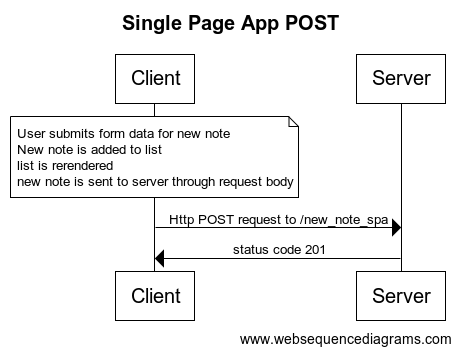 Single Page App POST
Client
Server
User submits form data for new note
New note is added to list
list is rerendered
new note is sent to server through request body
Http POST request to /new_note_spa
status code 201
Client
Server
www.websequencediagrams.com